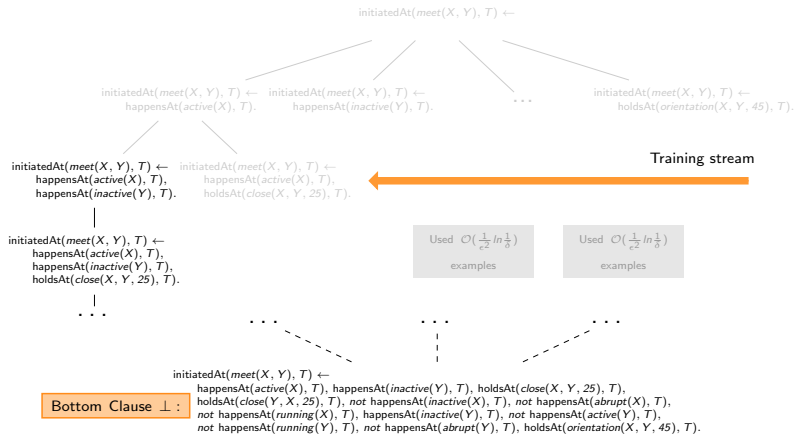 initiatedAt(meet(X, Y), T) ←
initiatedAt(meet(X, Y), T) ←
happensAt(active(X), T).
initiatedAt(meet(X, Y), T) ←
happensAt(inactive(Y), T).
...
initiatedAt(meet(X, Y), T) ←
holdsAt(orientation(X, Y, 45), T).
initiatedAt(meet(X, Y), T) ←
happensAt(active(X), T),
happensAt(inactive(Y), T).
initiatedAt(meet(X, Y), T) ←
happensAt(active(X), T),
holdsAt(close(X, Y, 25), T).
Training stream
initiatedAt(meet(X, Y), T) ←
happensAt(active(X), T),
happensAt(inactive(Y), T),
holdsAt(close(X, Y, 25), T).
Used 𝒪(1/ε² ln 1/δ)
examples
Used 𝒪(1/ε² ln 1/δ)
examples
...
...
...
...
initiatedAt(meet(X, Y), T) ←
happensAt(active(X), T), happensAt(inactive(Y), T), holdsAt(close(X, Y, 25), T),
holdsAt(close(Y, X, 25), T), not happensAt(inactive(X), T), not happensAt(abrupt(X), T),
Bottom Clause ⊥ :
not happensAt(running(X), T), happensAt(inactive(Y), T), not happensAt(active(Y), T),
not happensAt(running(Y), T), not happensAt(abrupt(Y), T), holdsAt(orientation(X, Y, 45), T).